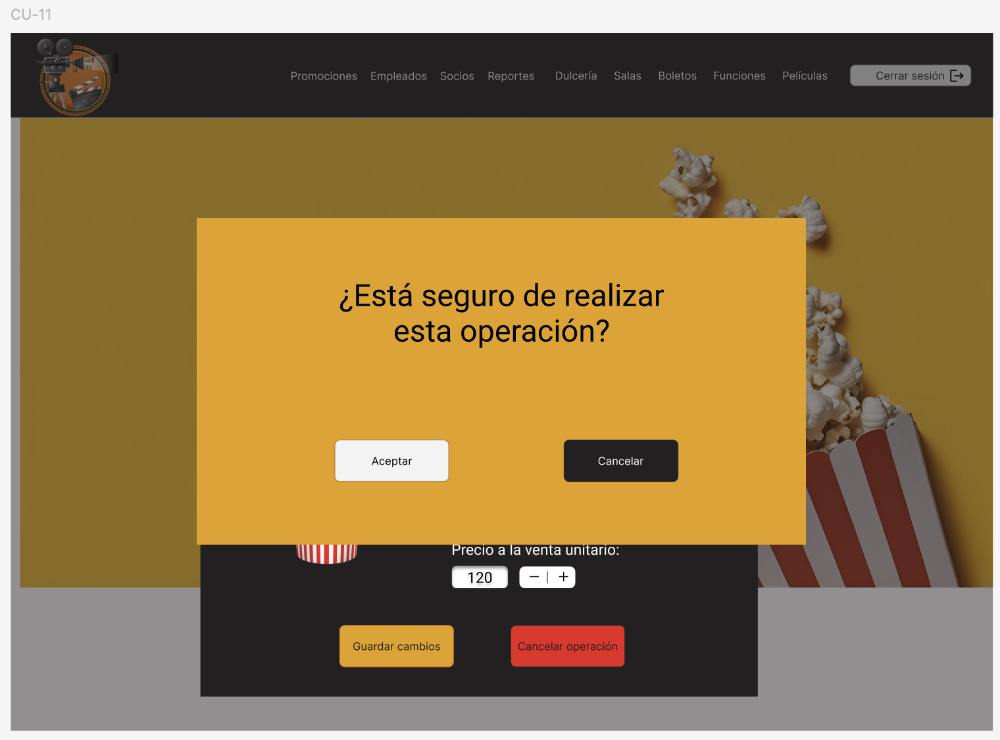 CU-11
Promociones Empleados Socios Reportes Dulcería Salas Boletos Funciones Películas Cerrar sesión
¿Está seguro de realizar
esta operación?
Aceptar Cancelar
Precio a la venta unitario:
120 − | +
Guardar cambios Cancelar operación